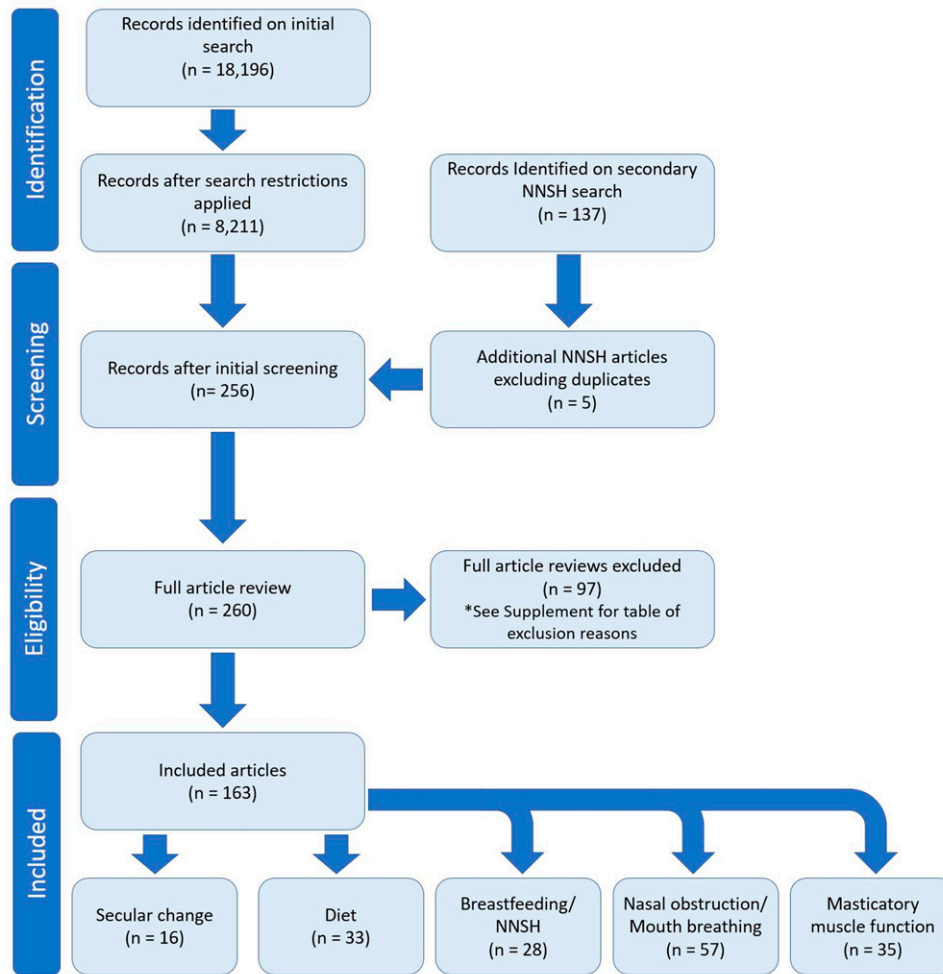 Identification
Records identified on initial
search
(n = 18,196)
Records after search restrictions
applied
(n = 8,211)
Records Identified on secondary
NNSH search
(n = 137)
Screening
Records after initial screening
(n= 256)
Additional NNSH articles
excluding duplicates
(n = 5)
Eligibility
Full article review
(n = 260)
Full article reviews excluded
(n = 97)
*See Supplement for table of
exclusion reasons
Included
Included articles
(n = 163)
Secular change
(n = 16)
Diet
(n = 33)
Breastfeeding/
NNSH
(n = 28)
Nasal obstruction/
Mouth breathing
(n = 57)
Masticatory
muscle function
(n = 35)